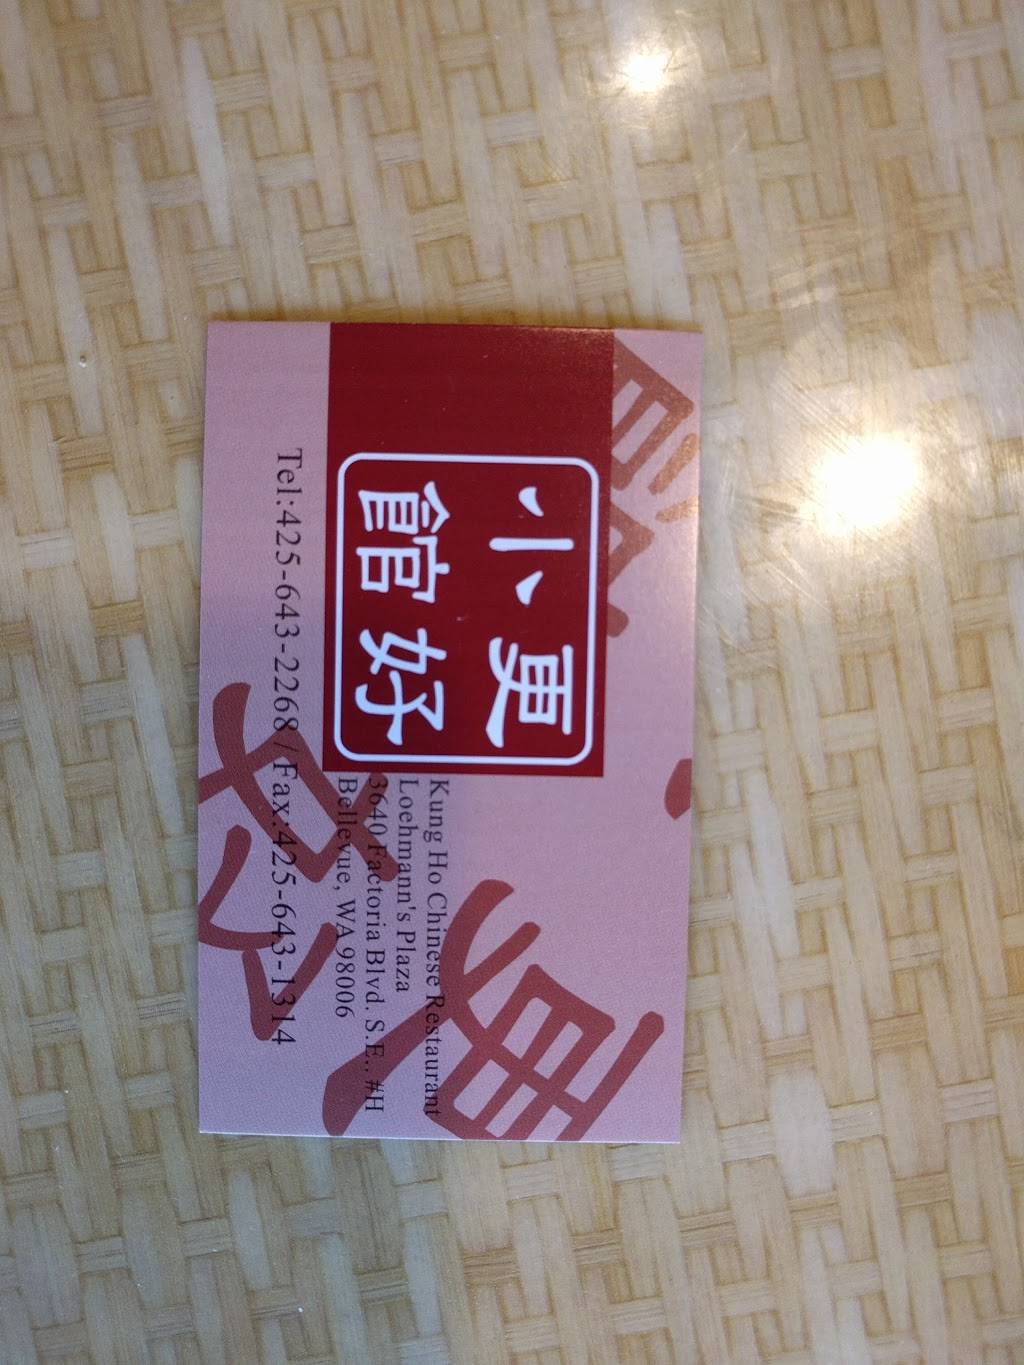 小更
館好
Kung Ho Chinese Restaurant
Loehmann's Plaza
3640 Factoria Blvd. S.E., #H
Bellevue, WA 98006
Tel:425-643-2268 / Fax:425-643-1314